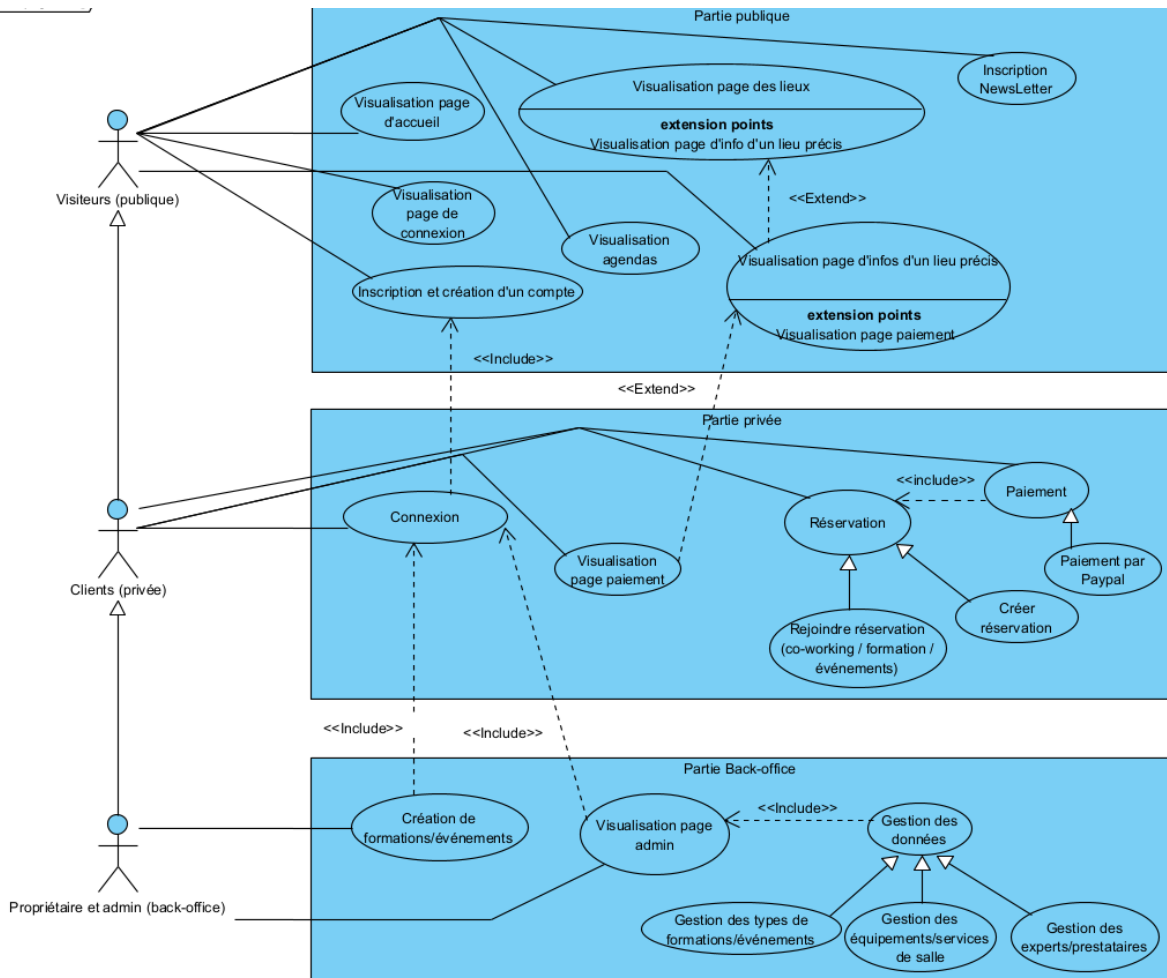 Partie publique
Visualisation page
d'accueil
Visualisation page des lieux
extension points
Visualisation page d'info d'un lieu précis
Inscription
NewsLetter
Visiteurs (publique)
Visualisation
page de
connexion
<<Extend>>
Visualisation
agendas
Visualisation page d'infos d'un lieu précis
extension points
Visualisation page paiement
Inscription et création d'un compte
<<Include>>
<<Extend>>
Partie privée
Connexion
Visualisation
page paiement
Réservation
<<include>>
Paiement
Paiement par
Paypal
Clients (privée)
Rejoindre réservation
(co-working / formation /
événements)
Créer
réservation
<<Include>>
<<Include>>
Partie Back-office
Création de
formations/événements
Visualisation page
admin
<<Include>>
Gestion des
données
Propriétaire et admin (back-office)
Gestion des types de
formations/événements
Gestion des
équipements/services
de salle
Gestion des
experts/prestataires